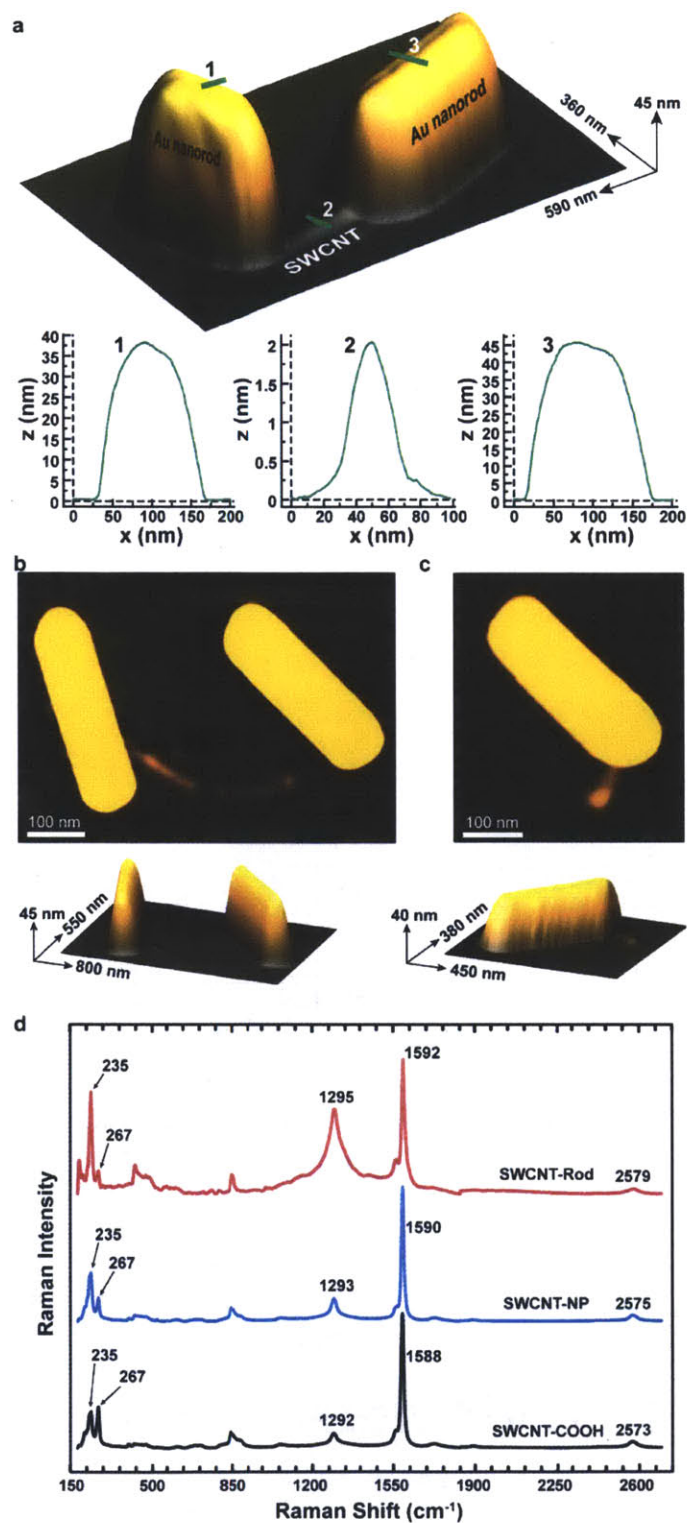 a
1
3
Au nanorod
Au nanorod
2
SWCNT
45 nm
360 nm
590 nm
1
z (nm)
40
35
30
25
20
15
10
5
0
0 50 100 150 200
x (nm)
2
z (nm)
2
1.5
1
0.5
0
0 20 40 60 80 100
x (nm)
3
z (nm)
45
40
35
30
25
20
15
10
5
0
0 50 100 150 200
x (nm)
b
100 nm
45 nm
550 nm
800 nm
c
100 nm
40 nm
380 nm
450 nm
d
Raman Intensity
235
267
1295
1592
SWCNT-Rod
2579
235
267
1293
1590
SWCNT-NP
2575
235
267
1292
1588
SWCNT-COOH
2573
150 500 850 1200 1550 1900 2250 2600
Raman Shift (cm⁻¹)